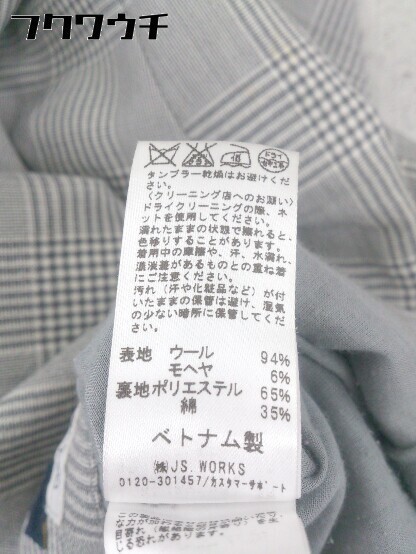 フクワウチ
タンブラー乾燥はお避けくだ
さい。
〈クリーニング店へのお願い〉
ドライクリーニングの際、ネ
ットを使用してください。
濡れたままの状態で擦れると、
色移りすることがあります。
着用中の摩擦や、汗、水濡れ、
濃淡差があるものとの重ね着
にご注意ください。
汚れ（汗や化粧品など）が付
いたままの保管は避け、湿気
の少ない暗所に保管してくだ
さい。
表地 ウール 94%
モヘヤ 6%
裏地ポリエステル 65%
綿 35%
ベトナム製
㈱JS.WORKS
0120-301457/カスタマーサポート